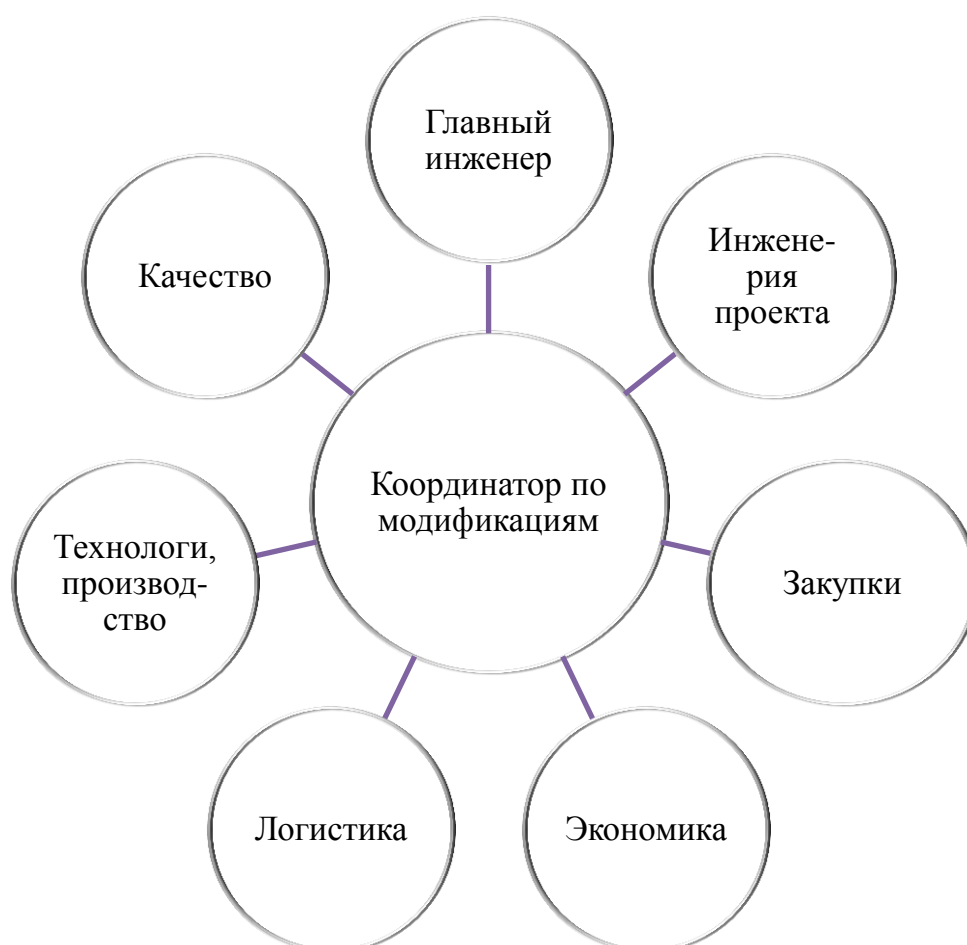 Главный
инженер
Качество
Инжене-
рия
проекта
Координатор по
модификациям
Технологи,
производ-
ство
Закупки
Логистика
Экономика